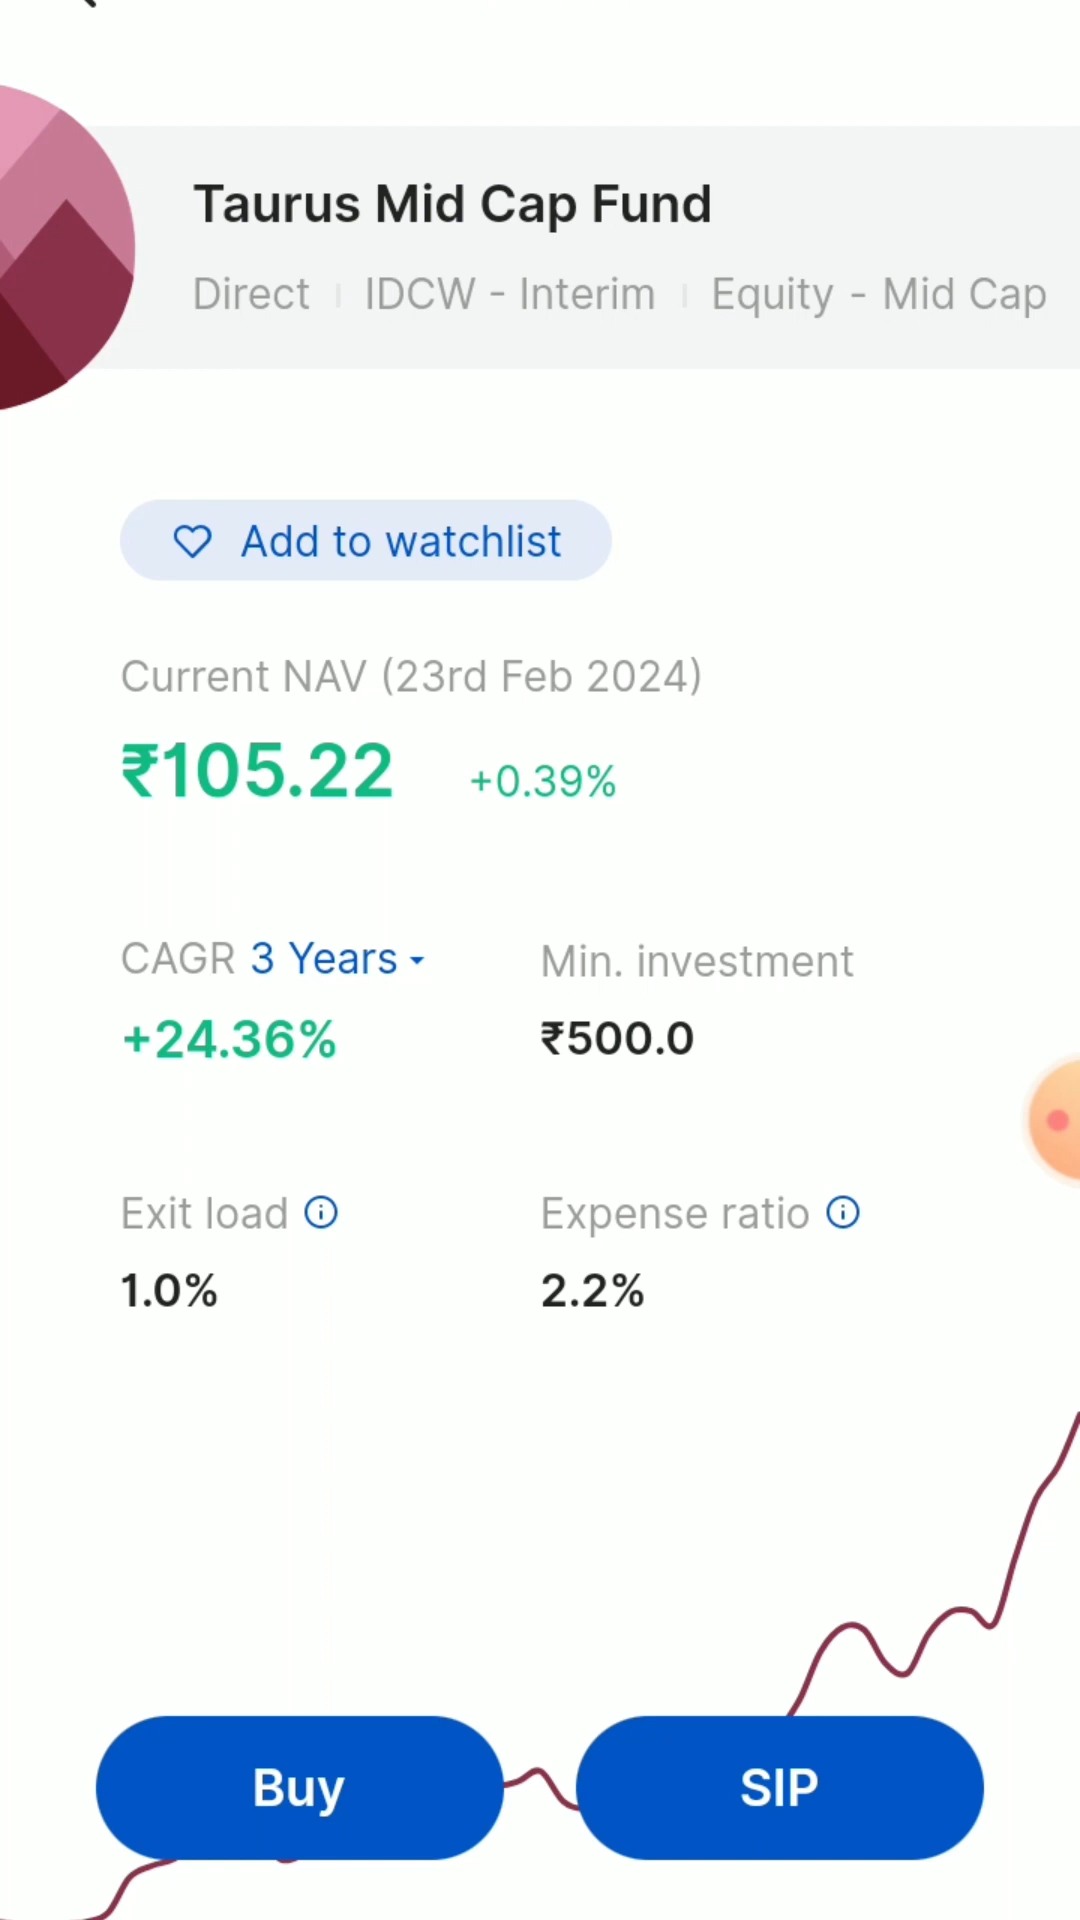 Taurus Mid Cap Fund
Direct IDCW - Interim Equity - Mid Cap
Add to watchlist
Current NAV (23rd Feb 2024)
₹105.22 +0.39%
CAGR 3 Years Min. investment
+24.36% ₹500.0
Exit load Expense ratio
1.0% 2.2%
Buy SIP